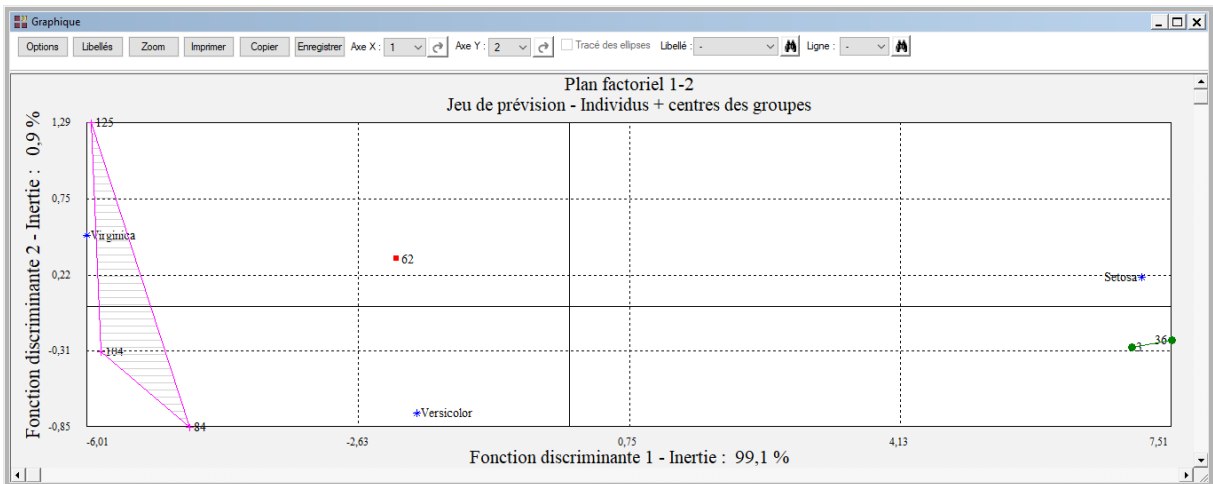 Graphique
Options Libellés Zoom Imprimer Copier Enregistrer Axe X : 1 Axe Y : 2 Tracé des ellipses Libellé : - Ligne : -
Plan factoriel 1-2
Jeu de prévision - Individus + centres des groupes
Fonction discriminante 2 - Inertie : 0,9 %
1,29
125
0,75
Virginica
62
0,22
Setosa
-0,31
104
3
36
-0,85
84
Versicolor
-6,01
-2,63
0,75
4,13
7,51
Fonction discriminante 1 - Inertie : 99,1 %